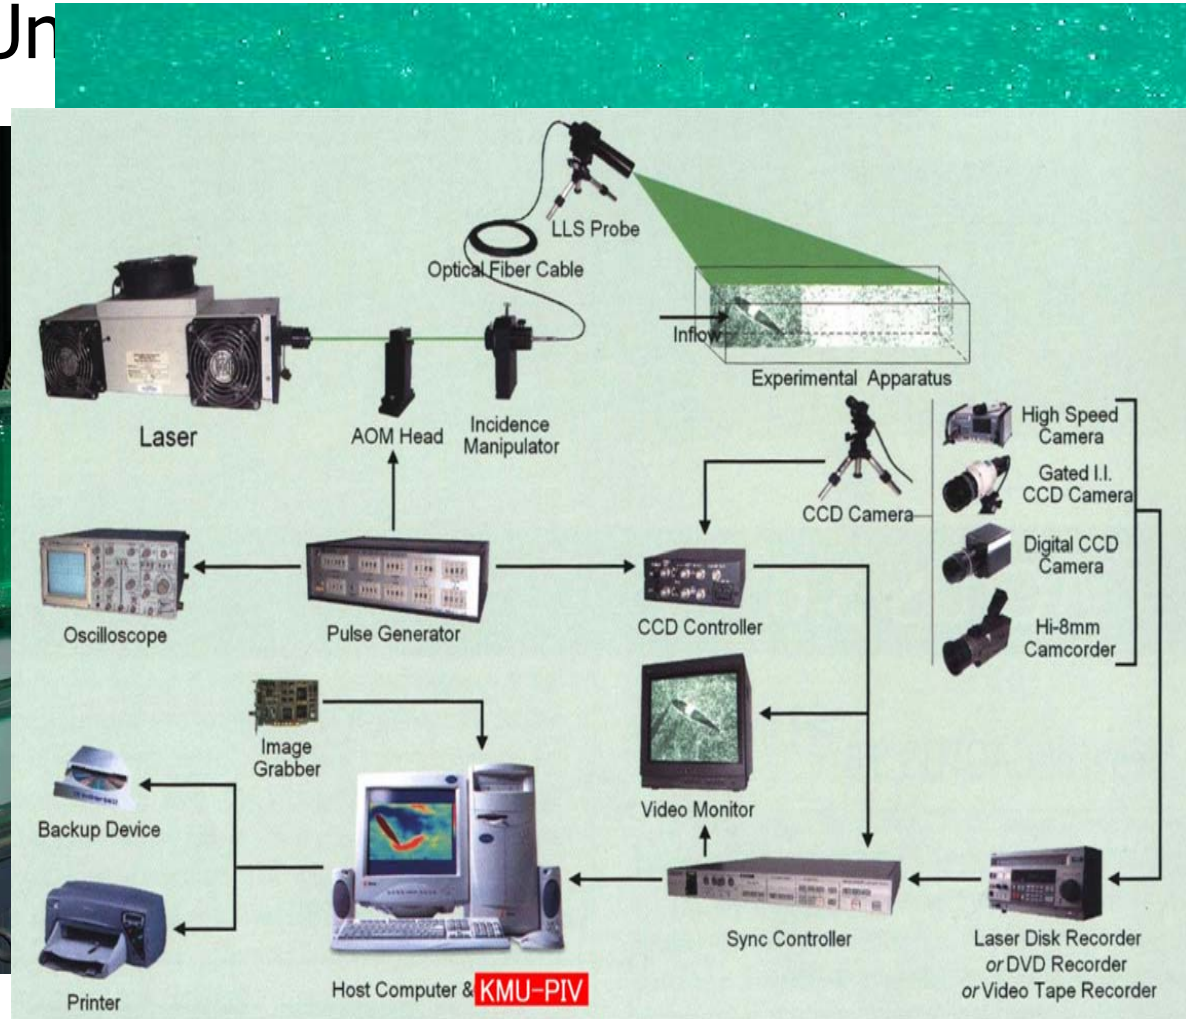 Un
LLS Probe
Optical Fiber Cable
Inflow
Experimental Apparatus
Laser
AOM Head
Incidence
Manipulator
High Speed
Camera
Gated I.I.
CCD Camera
CCD Camera
Digital CCD
Camera
Hi-8mm
Camcorder
Oscilloscope
Pulse Generator
CCD Controller
Image
Grabber
Video Monitor
Backup Device
Sync Controller
Laser Disk Recorder
or DVD Recorder
or Video Tape Recorder
Host Computer & KMU-PIV
Printer